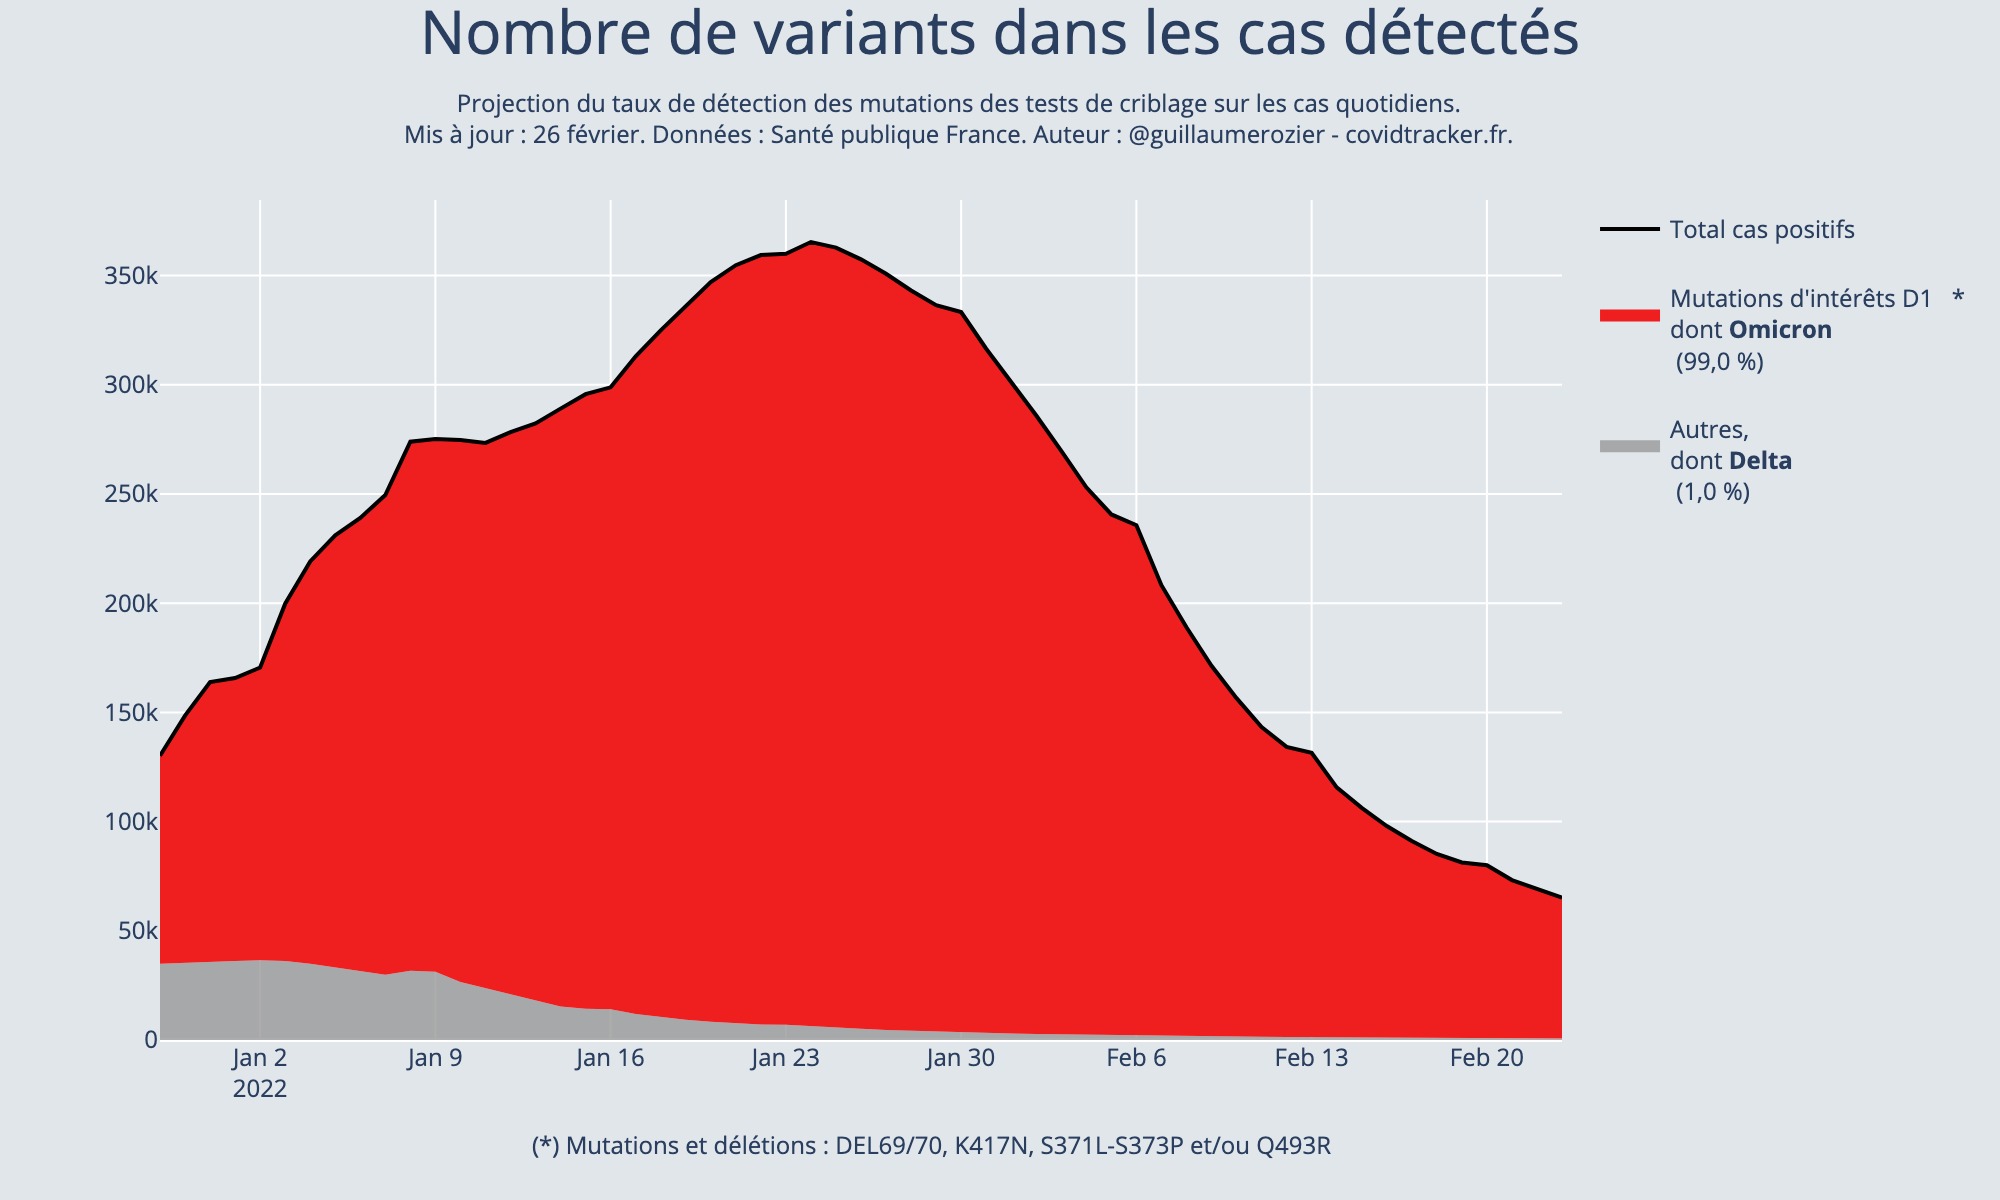 Nombre de variants dans les cas détectés
Projection du taux de détection des mutations des tests de criblage sur les cas quotidiens.
Mis à jour : 26 février. Données : Santé publique France. Auteur : @guillaumerozier - covidtracker.fr.
Total cas positifs
Mutations d'intérêts D1 *
dont Omicron
(99,0 %)
Autres,
dont Delta
(1,0 %)
350k
300k
250k
200k
150k
100k
50k
0
Jan 2
2022
Jan 9
Jan 16
Jan 23
Jan 30
Feb 6
Feb 13
Feb 20
(*) Mutations et délétions : DEL69/70, K417N, S371L-S373P et/ou Q493R